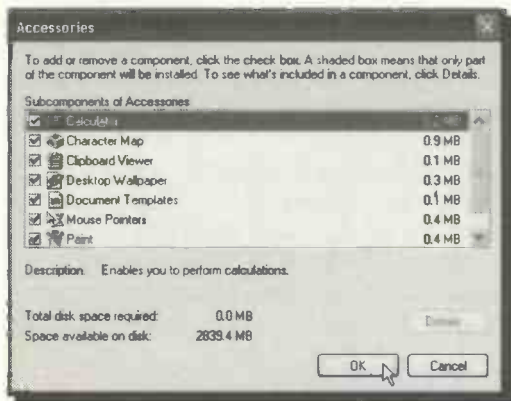 Accessories
To add or remove a component, click the check box. A shaded box means that only part
of the component will be installed. To see what's included in a component, click Details.
Subcomponents of Accessories
Calculator
Character Map 0.9 MB
Clipboard Viewer 0.1 MB
Desktop Wallpaper 0.3 MB
Document Templates 0.1 MB
Mouse Pointers 0.4 MB
Paint 0.4 MB
Description: Enables you to perform calculations.
Total disk space required: 0.0 MB
Space available on disk: 2839.4 MB
Details
OK Cancel